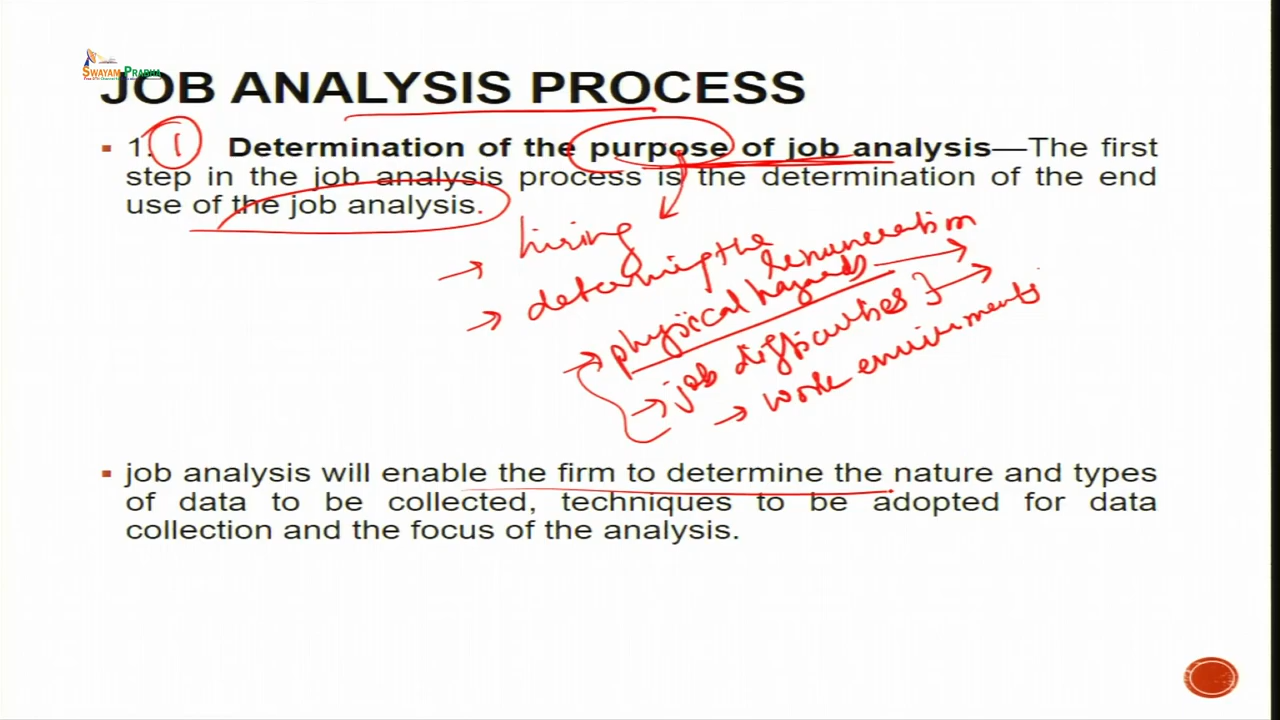 SWAYAM PRABHA
JOB ANALYSIS PROCESS
▪ 1. 1 Determination of the purpose of job analysis—The first
step in the job analysis process is the determination of the end
use of the job analysis.
→ hiring
→ determining the
remuneration
→ physical hazards →
→ job difficulties } →
→ work environments
▪ job analysis will enable the firm to determine the nature and types
of data to be collected, techniques to be adopted for data
collection and the focus of the analysis.